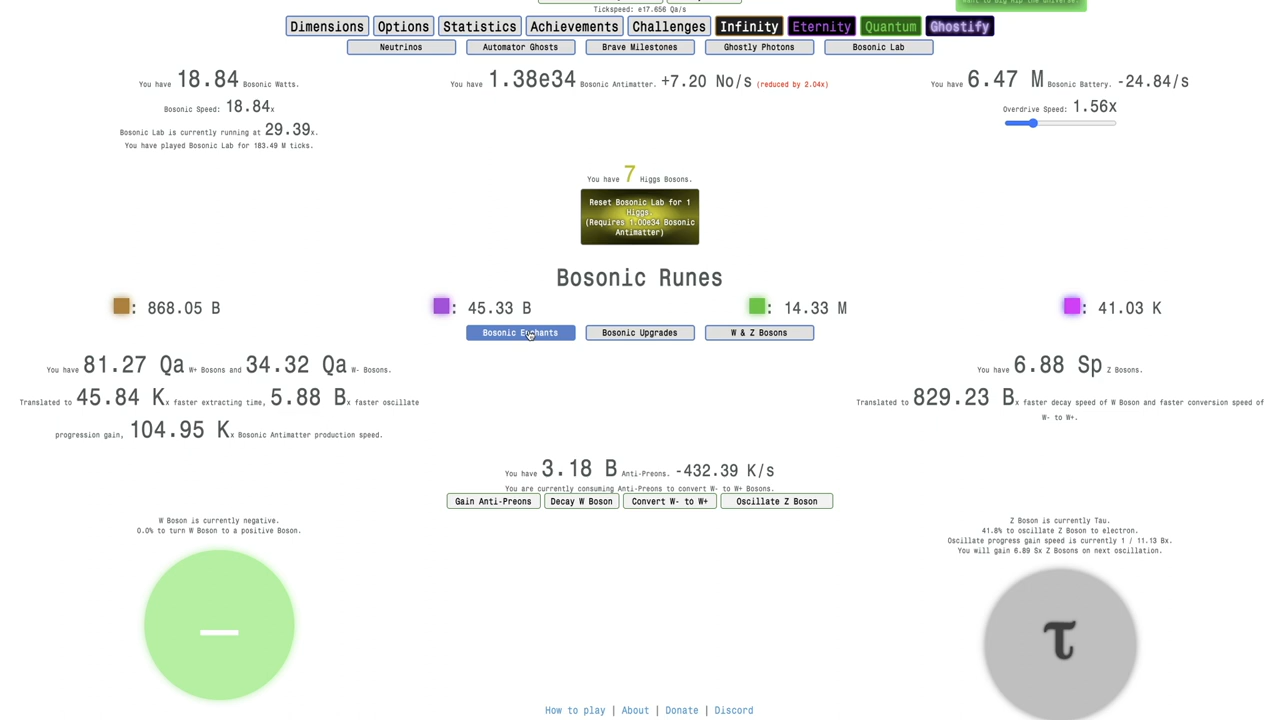 Want to Big Rip the universe?
Tickspeed: e17.656 Qa/s
Dimensions Options Statistics Achievements Challenges Infinity Eternity Quantum Ghostify
Neutrinos Automator Ghosts Brave Milestones Ghostly Photons Bosonic Lab
You have 18.84 Bosonic Watts.
You have 1.38e34 Bosonic Antimatter. +7.20 No/s (reduced by 2.04x)
You have 6.47 M Bosonic Battery. -24.84/s
Bosonic Speed: 18.84x
Overdrive Speed: 1.56x
Bosonic Lab is currently running at 29.39x.
You have played Bosonic Lab for 183.49 M ticks.
You have 7 Higgs Bosons.
Reset Bosonic Lab for 1
Higgs.
(Requires 1.00e34 Bosonic
Antimatter)
Bosonic Runes
: 868.05 B : 45.33 B : 14.33 M : 41.03 K
Bosonic Enchants Bosonic Upgrades W & Z Bosons
You have 81.27 Qa W+ Bosons and 34.32 Qa W- Bosons.
Translated to 45.84 Kx faster extracting time, 5.88 Bx faster oscillate
progression gain, 104.95 Kx Bosonic Antimatter production speed.
You have 6.88 Sp Z Bosons.
Translated to 829.23 Bx faster decay speed of W Boson and faster conversion speed of
W- to W+.
You have 3.18 B Anti-Preons. -432.39 K/s
You are currently consuming Anti-Preons to convert W- to W+ Bosons.
Gain Anti-Preons Decay W Boson Convert W- to W+ Oscillate Z Boson
W Boson is currently negative.
0.0% to turn W Boson to a positive Boson.
−
Z Boson is currently Tau.
41.8% to oscillate Z Boson to electron.
Oscillate progress gain speed is currently 1 / 11.13 Bx.
You will gain 6.89 Sx Z Bosons on next oscillation.
τ
How to play | About | Donate | Discord